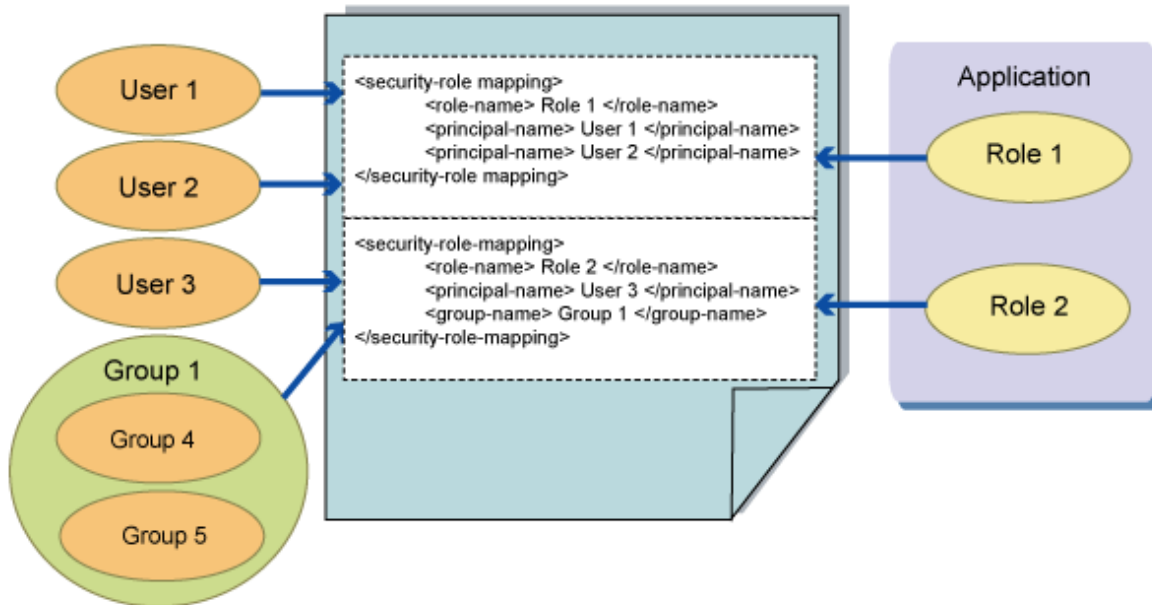 User 1
User 2
User 3
Group 1
Group 4
Group 5
<security-role mapping>
<role-name> Role 1 </role-name>
<principal-name> User 1 </principal-name>
<principal-name> User 2 </principal-name>
</security-role mapping>
<security-role-mapping>
<role-name> Role 2 </role-name>
<principal-name> User 3 </principal-name>
<group-name> Group 1 </group-name>
</security-role-mapping>
Application
Role 1
Role 2